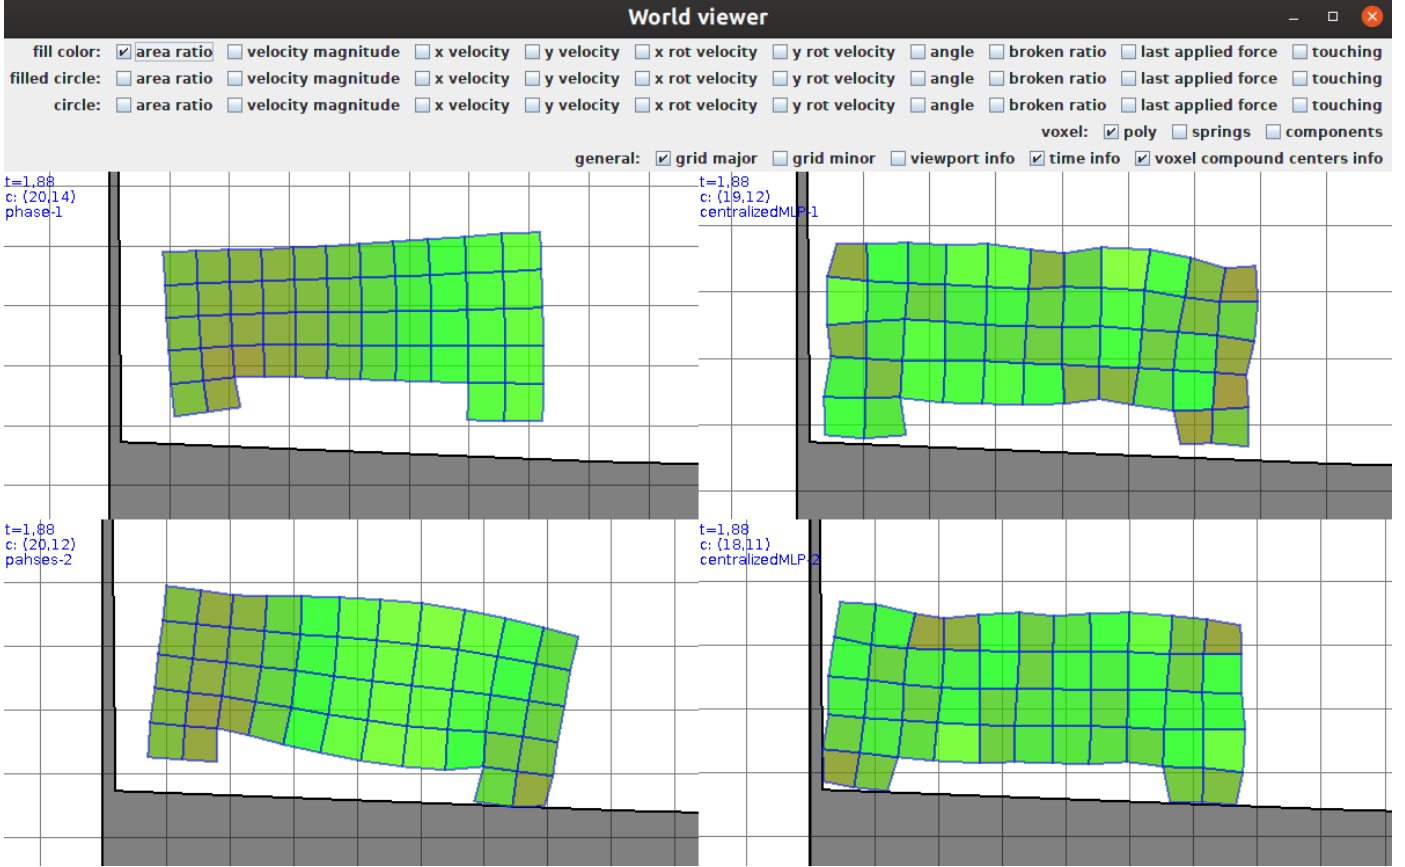 World viewer
fill color: area ratio velocity magnitude x velocity y velocity x rot velocity y rot velocity angle broken ratio last applied force touching
filled circle: area ratio velocity magnitude x velocity y velocity x rot velocity y rot velocity angle broken ratio last applied force touching
circle: area ratio velocity magnitude x velocity y velocity x rot velocity y rot velocity angle broken ratio last applied force touching
voxel: poly springs components
general: grid major grid minor viewport info time info voxel compound centers info
t=1,88
c: (20,14)
phase-1
t=1,88
c: (19,12)
centralizedMLP-1
t=1,88
c: (20,12)
pahses-2
t=1,88
c: (18,11)
centralizedMLP-2